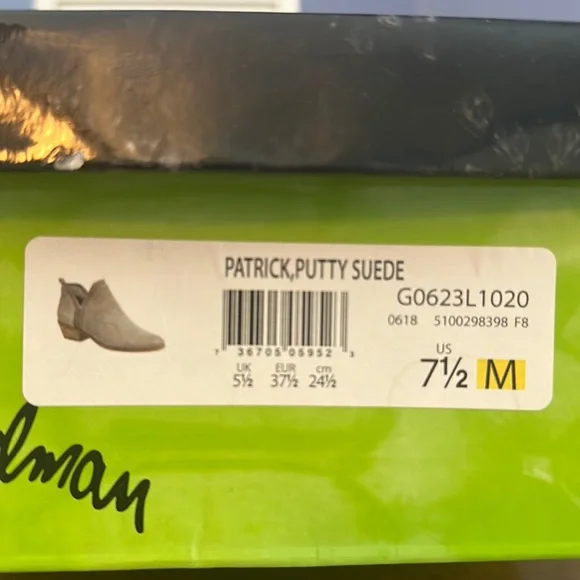 PATRICK,PUTTY SUEDE
G0623L1020
0618 5100298398 F8
7 36705 05952 3
UK EUR cm
5½ 37½ 24½
US
7½ M